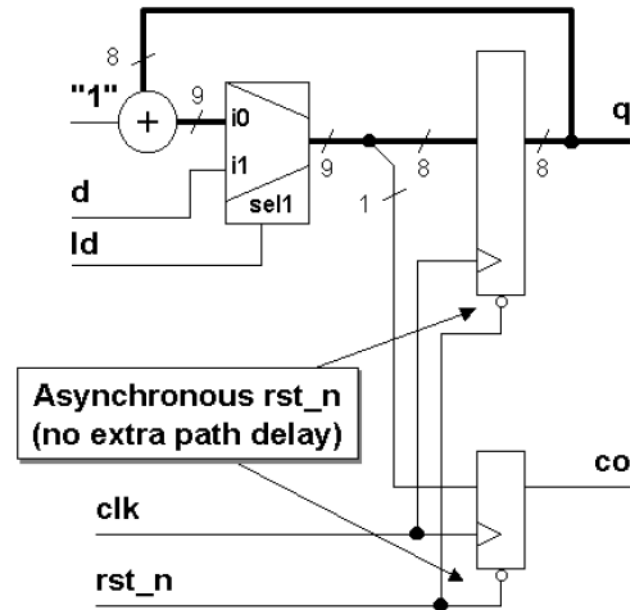 8
"1"
9
+
i0
i1
sel1
d
ld
9
1
8
8
q
Asynchronous rst_n
(no extra path delay)
co
clk
rst_n